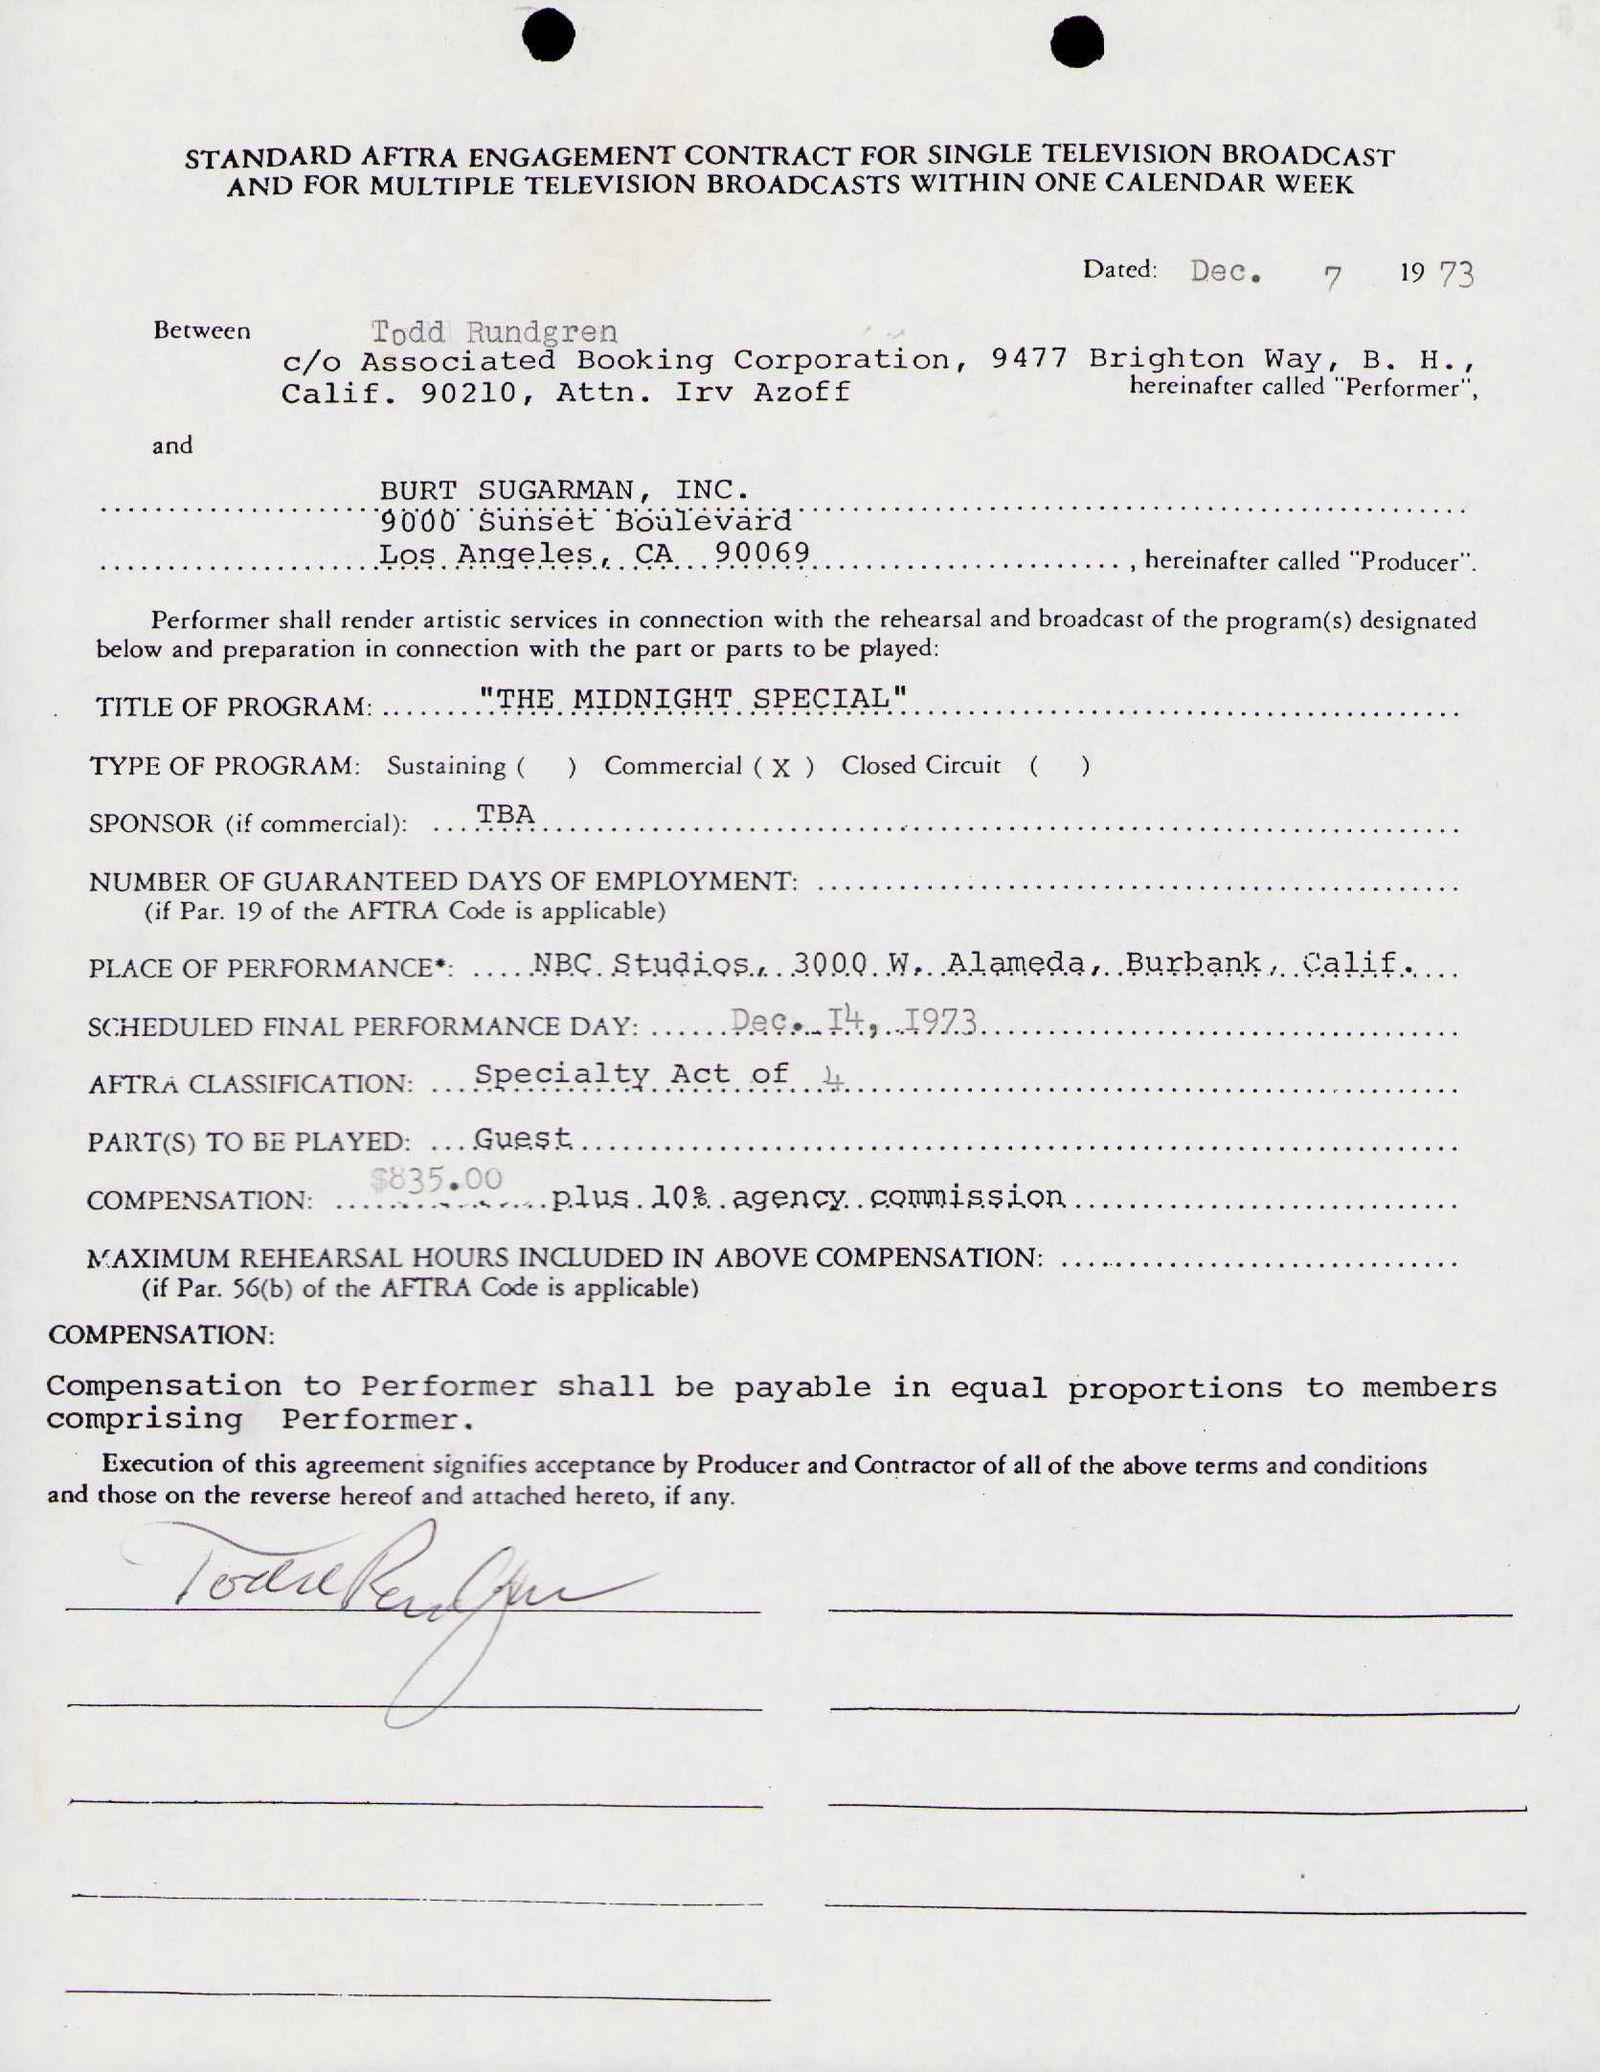 STANDARD AFTRA ENGAGEMENT CONTRACT FOR SINGLE TELEVISION BROADCAST
AND FOR MULTIPLE TELEVISION BROADCASTS WITHIN ONE CALENDAR WEEK
Dated: Dec. 7 1973
Between Todd Rundgren
c/o Associated Booking Corporation, 9477 Brighton Way, B. H.,
Calif. 90210, Attn. Irv Azoff hereinafter called "Performer",
and
BURT SUGARMAN, INC.
9000 Sunset Boulevard
Los Angeles, CA 90069, hereinafter called "Producer".
Performer shall render artistic services in connection with the rehearsal and broadcast of the program(s) designated
below and preparation in connection with the part or parts to be played:
TITLE OF PROGRAM: "THE MIDNIGHT SPECIAL"
TYPE OF PROGRAM: Sustaining ( ) Commercial ( X ) Closed Circuit ( )
SPONSOR (if commercial): TBA
NUMBER OF GUARANTEED DAYS OF EMPLOYMENT:
(if Par. 19 of the AFTRA Code is applicable)
PLACE OF PERFORMANCE*: NBC Studios, 3000 W. Alameda, Burbank, Calif.
SCHEDULED FINAL PERFORMANCE DAY: Dec. 14, 1973
AFTRA CLASSIFICATION: Specialty Act of 4
PART(S) TO BE PLAYED: Guest
COMPENSATION: $835.00 plus 10% agency commission
MAXIMUM REHEARSAL HOURS INCLUDED IN ABOVE COMPENSATION:
(if Par. 56(b) of the AFTRA Code is applicable)
COMPENSATION:
Compensation to Performer shall be payable in equal proportions to members
comprising Performer.
Execution of this agreement signifies acceptance by Producer and Contractor of all of the above terms and conditions
and those on the reverse hereof and attached hereto, if any.
Todd Rundgren